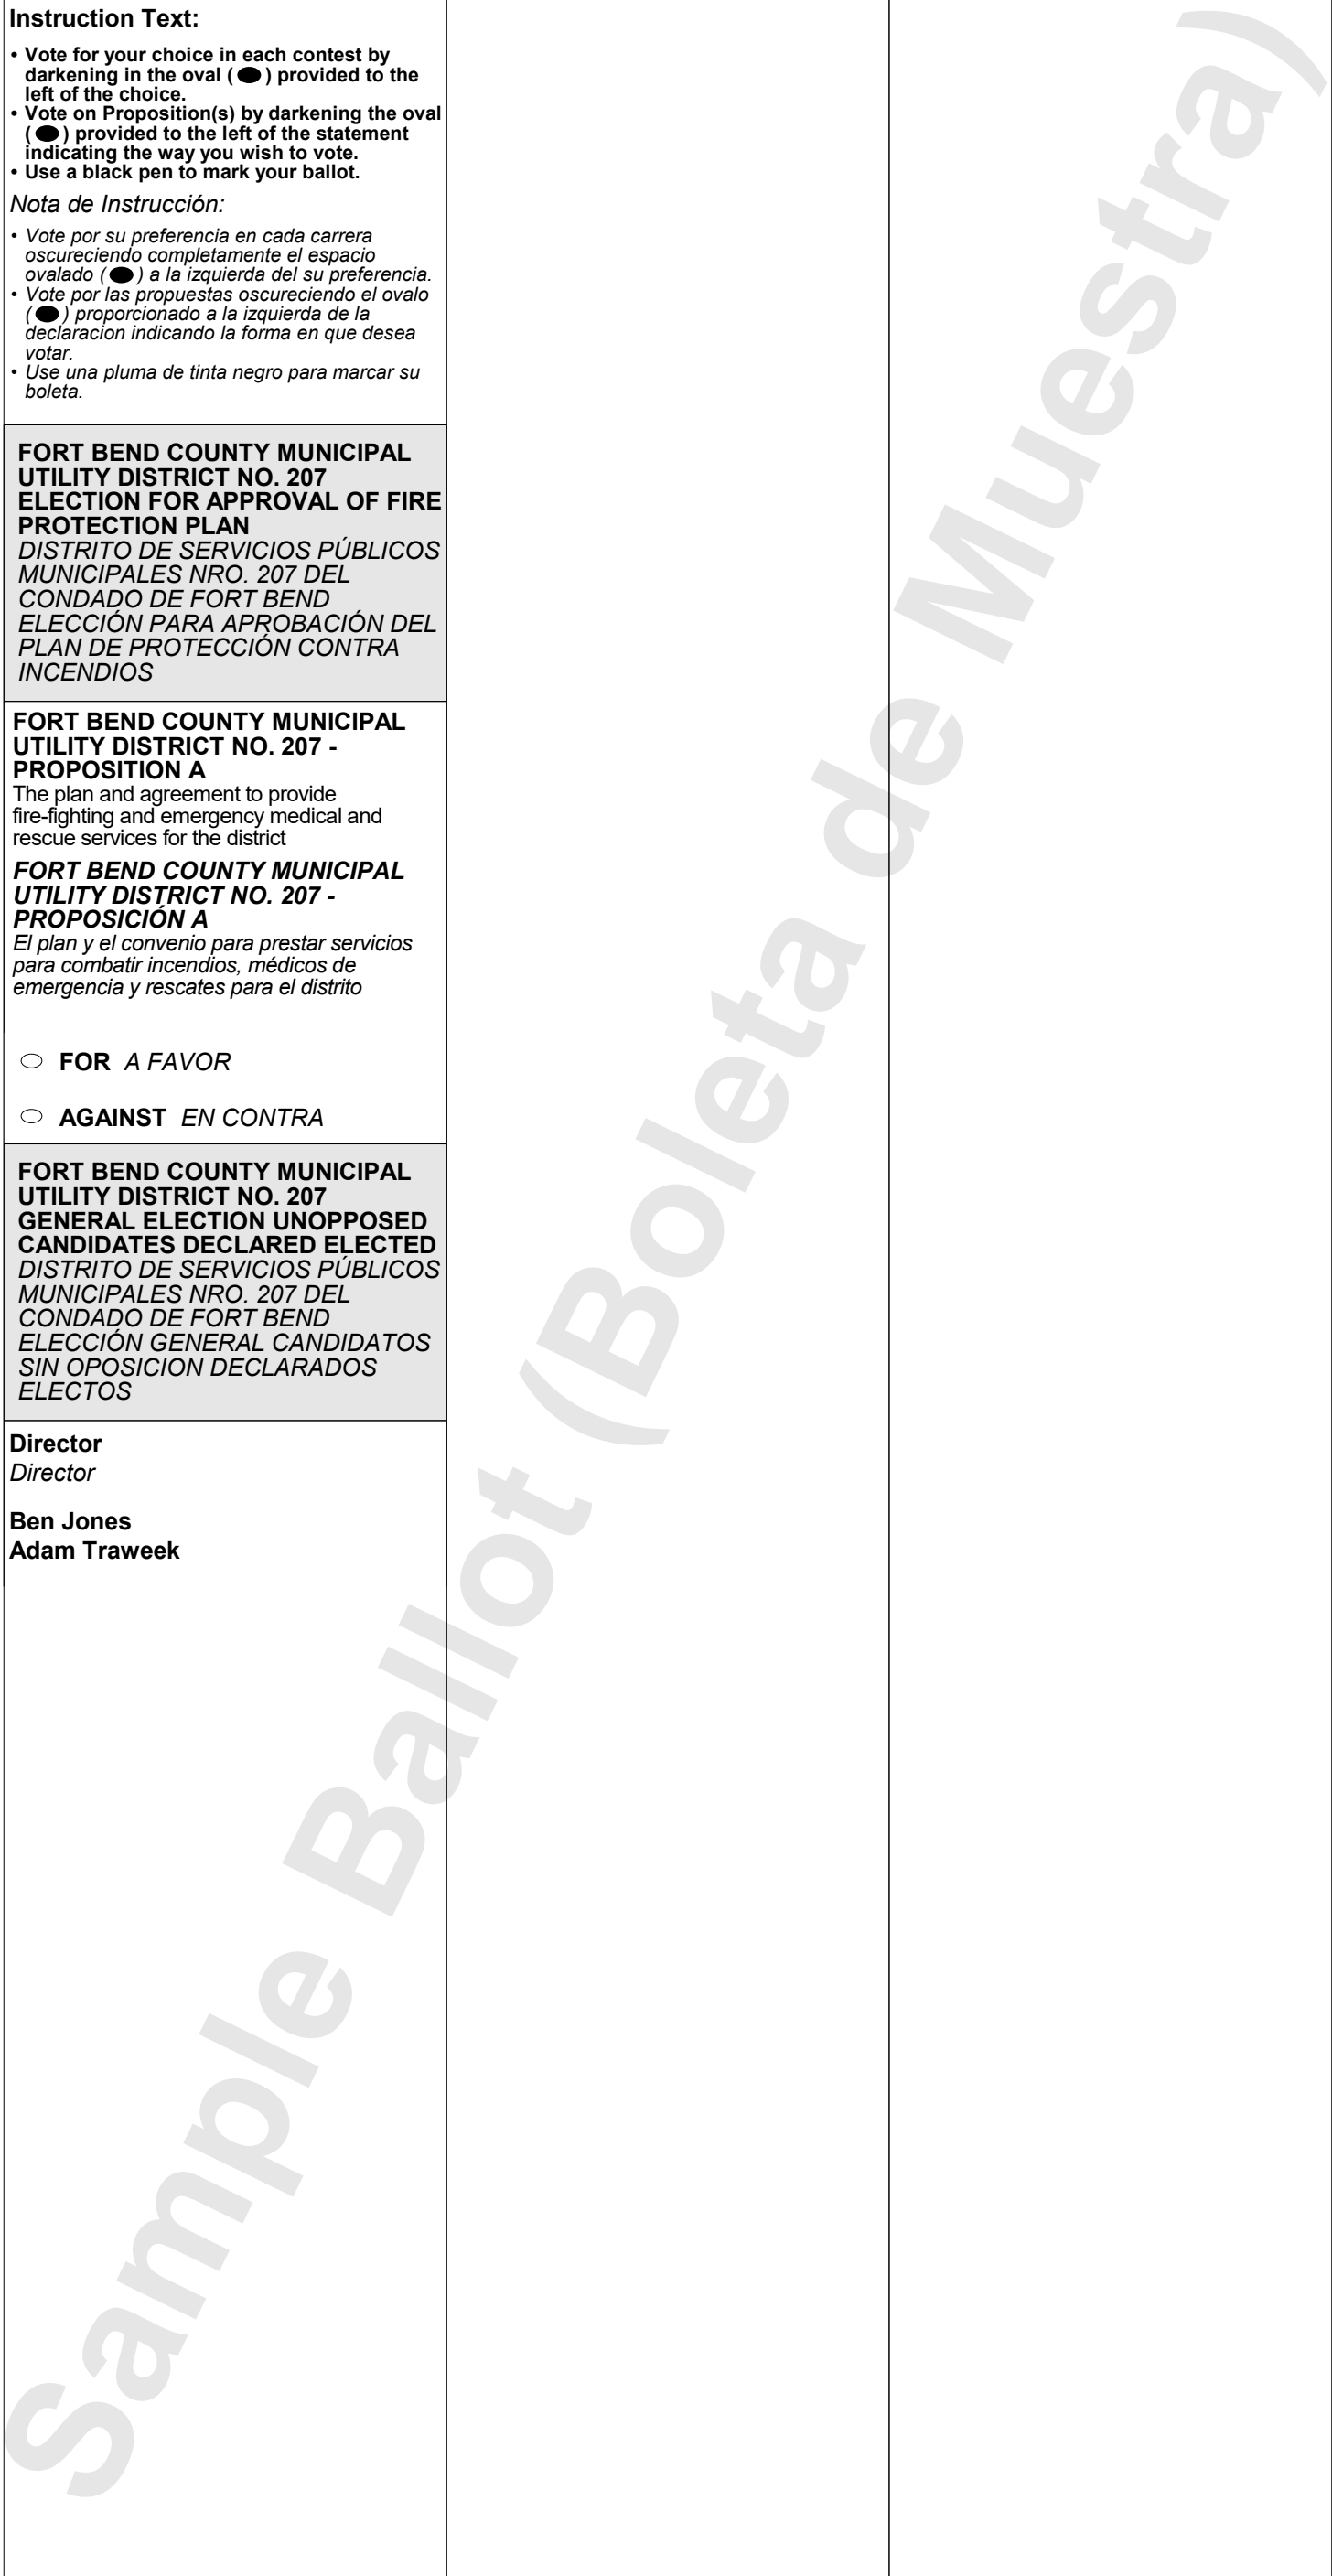 Instruction Text:
• Vote for your choice in each contest by
darkening in the oval ( ) provided to the
left of the choice.
• Vote on Proposition(s) by darkening the oval
( ) provided to the left of the statement
indicating the way you wish to vote.
• Use a black pen to mark your ballot.
Nota de Instrucción:
• Vote por su preferencia en cada carrera
oscureciendo completamente el espacio
ovalado ( ) a la izquierda del su preferencia.
• Vote por las propuestas oscureciendo el ovalo
( ) proporcionado a la izquierda de la
declaracion indicando la forma en que desea
votar.
• Use una pluma de tinta negro para marcar su
boleta.
FORT BEND COUNTY MUNICIPAL
UTILITY DISTRICT NO. 207
ELECTION FOR APPROVAL OF FIRE
PROTECTION PLAN
DISTRITO DE SERVICIOS PÚBLICOS
MUNICIPALES NRO. 207 DEL
CONDADO DE FORT BEND
ELECCIÓN PARA APROBACIÓN DEL
PLAN DE PROTECCIÓN CONTRA
INCENDIOS
FORT BEND COUNTY MUNICIPAL
UTILITY DISTRICT NO. 207 -
PROPOSITION A
The plan and agreement to provide
fire-fighting and emergency medical and
rescue services for the district
FORT BEND COUNTY MUNICIPAL
UTILITY DISTRICT NO. 207 -
PROPOSICIÓN A
El plan y el convenio para prestar servicios
para combatir incendios, médicos de
emergencia y rescates para el distrito
FOR A FAVOR
AGAINST EN CONTRA
FORT BEND COUNTY MUNICIPAL
UTILITY DISTRICT NO. 207
GENERAL ELECTION UNOPPOSED
CANDIDATES DECLARED ELECTED
DISTRITO DE SERVICIOS PÚBLICOS
MUNICIPALES NRO. 207 DEL
CONDADO DE FORT BEND
ELECCIÓN GENERAL CANDIDATOS
SIN OPOSICION DECLARADOS
ELECTOS
Director
Director
Ben Jones
Adam Traweek
Sample Ballot (Boleta de Muestra)